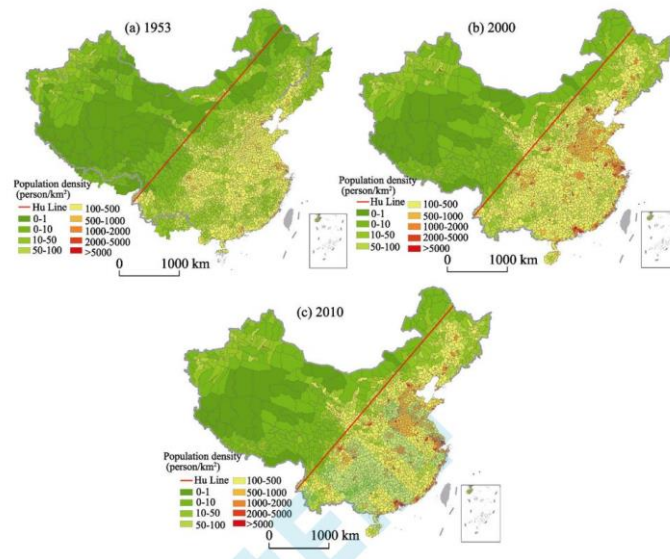 (a) 1953
Population density
(person/km²)
Hu Line
0-1
0-10
10-50
50-100
100-500
500-1000
1000-2000
2000-5000
>5000
0 1000 km
(b) 2000
Population density
(person/km²)
Hu Line
0-1
0-10
10-50
50-100
100-500
500-1000
1000-2000
2000-5000
>5000
0 1000 km
(c) 2010
Population density
(person/km²)
Hu Line
0-1
0-10
10-50
50-100
100-500
500-1000
1000-2000
2000-5000
>5000
0 1000 km